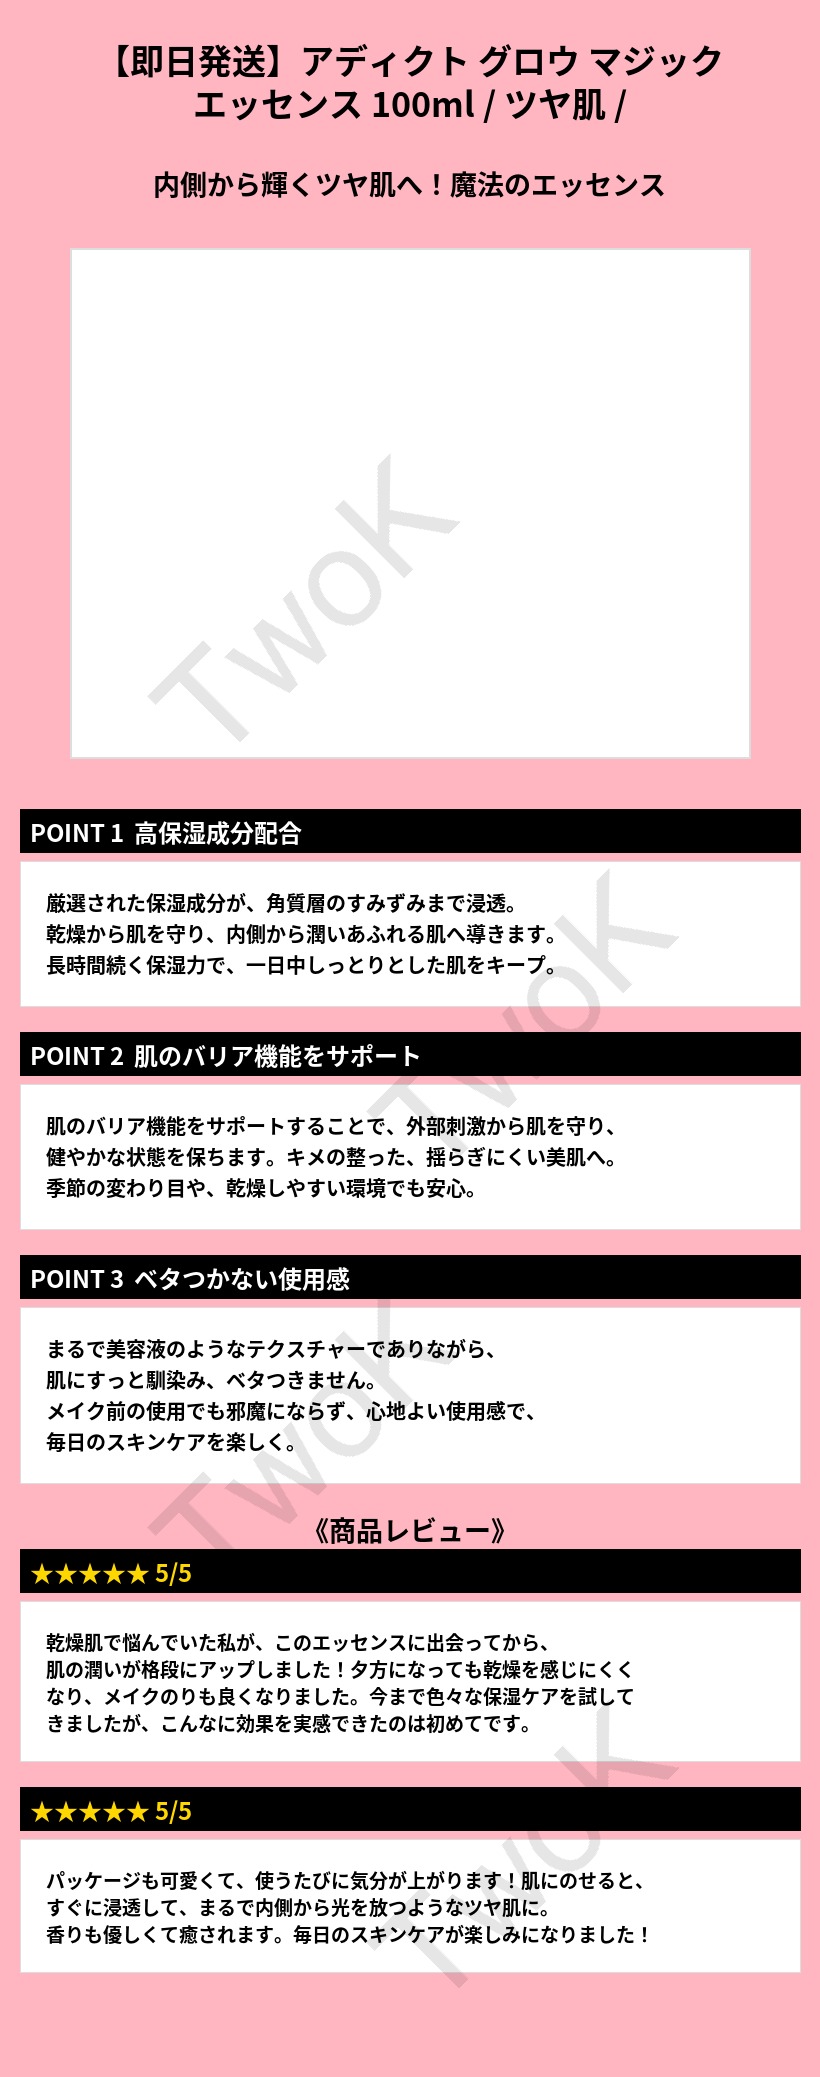 【即日発送】アディクト グロウ マジック
エッセンス 100ml / ツヤ肌 /
内側から輝くツヤ肌へ！魔法のエッセンス
TwoK
POINT 1 高保湿成分配合
厳選された保湿成分が、角質層のすみずみまで浸透。
乾燥から肌を守り、内側から潤いあふれる肌へ導きます。
長時間続く保湿力で、一日中しっとりとした肌をキープ。
TwoK
POINT 2 肌のバリア機能をサポート
肌のバリア機能をサポートすることで、外部刺激から肌を守り、
健やかな状態を保ちます。キメの整った、揺らぎにくい美肌へ。
季節の変わり目や、乾燥しやすい環境でも安心。
POINT 3 ベタつかない使用感
まるで美容液のようなテクスチャーでありながら、
肌にすっと馴染み、ベタつきません。
メイク前の使用でも邪魔にならず、心地よい使用感で、
毎日のスキンケアを楽しく。
TwoK
《商品レビュー》
★★★★★ 5/5
乾燥肌で悩んでいた私が、このエッセンスに出会ってから、
肌の潤いが格段にアップしました！夕方になっても乾燥を感じにくく
なり、メイクのりも良くなりました。今まで色々な保湿ケアを試して
きましたが、こんなに効果を実感できたのは初めてです。
★★★★★ 5/5
パッケージも可愛くて、使うたびに気分が上がります！肌にのせると、
すぐに浸透して、まるで内側から光を放つようなツヤ肌に。
香りも優しくて癒されます。毎日のスキンケアが楽しみになりました！
TwoK